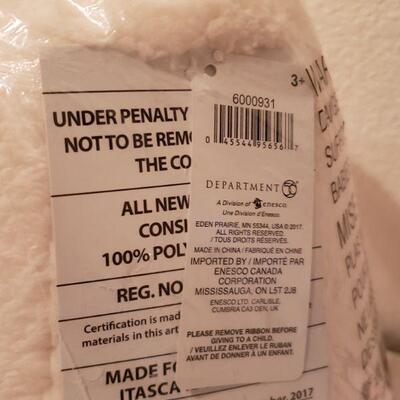 UNDER PENALTY
NOT TO BE REMO
THE CO
ALL NEW
CONSI
100% POLY
REG. NO
Certification is made
materials in this art
MADE FO
ITASCA
ber, 2017
3+
6000931
0 45544 95656 7
DEPARTMENT 56
A Division of enesco.
Une Division d'Enesco.
EDEN PRAIRIE, MN 55344, USA © 2017
ALL RIGHTS RESERVED.
/ TOUS DROITS RÉSERVÉS.
MADE IN CHINA / FABRIQUÉ EN CHINE
IMPORTED BY / IMPORTÉ PAR
ENESCO CANADA
CORPORATION
MISSISSAUGA, ON L5T 2J8
ENESCO LTD. CARLISLE,
CUMBRIA CA3 0EN, UK
PLEASE REMOVE RIBBON BEFORE
GIVING TO A CHILD.
/ VEUILLEZ ENLEVER LE RUBAN
AVANT DE DONNER À UN ENFANT.